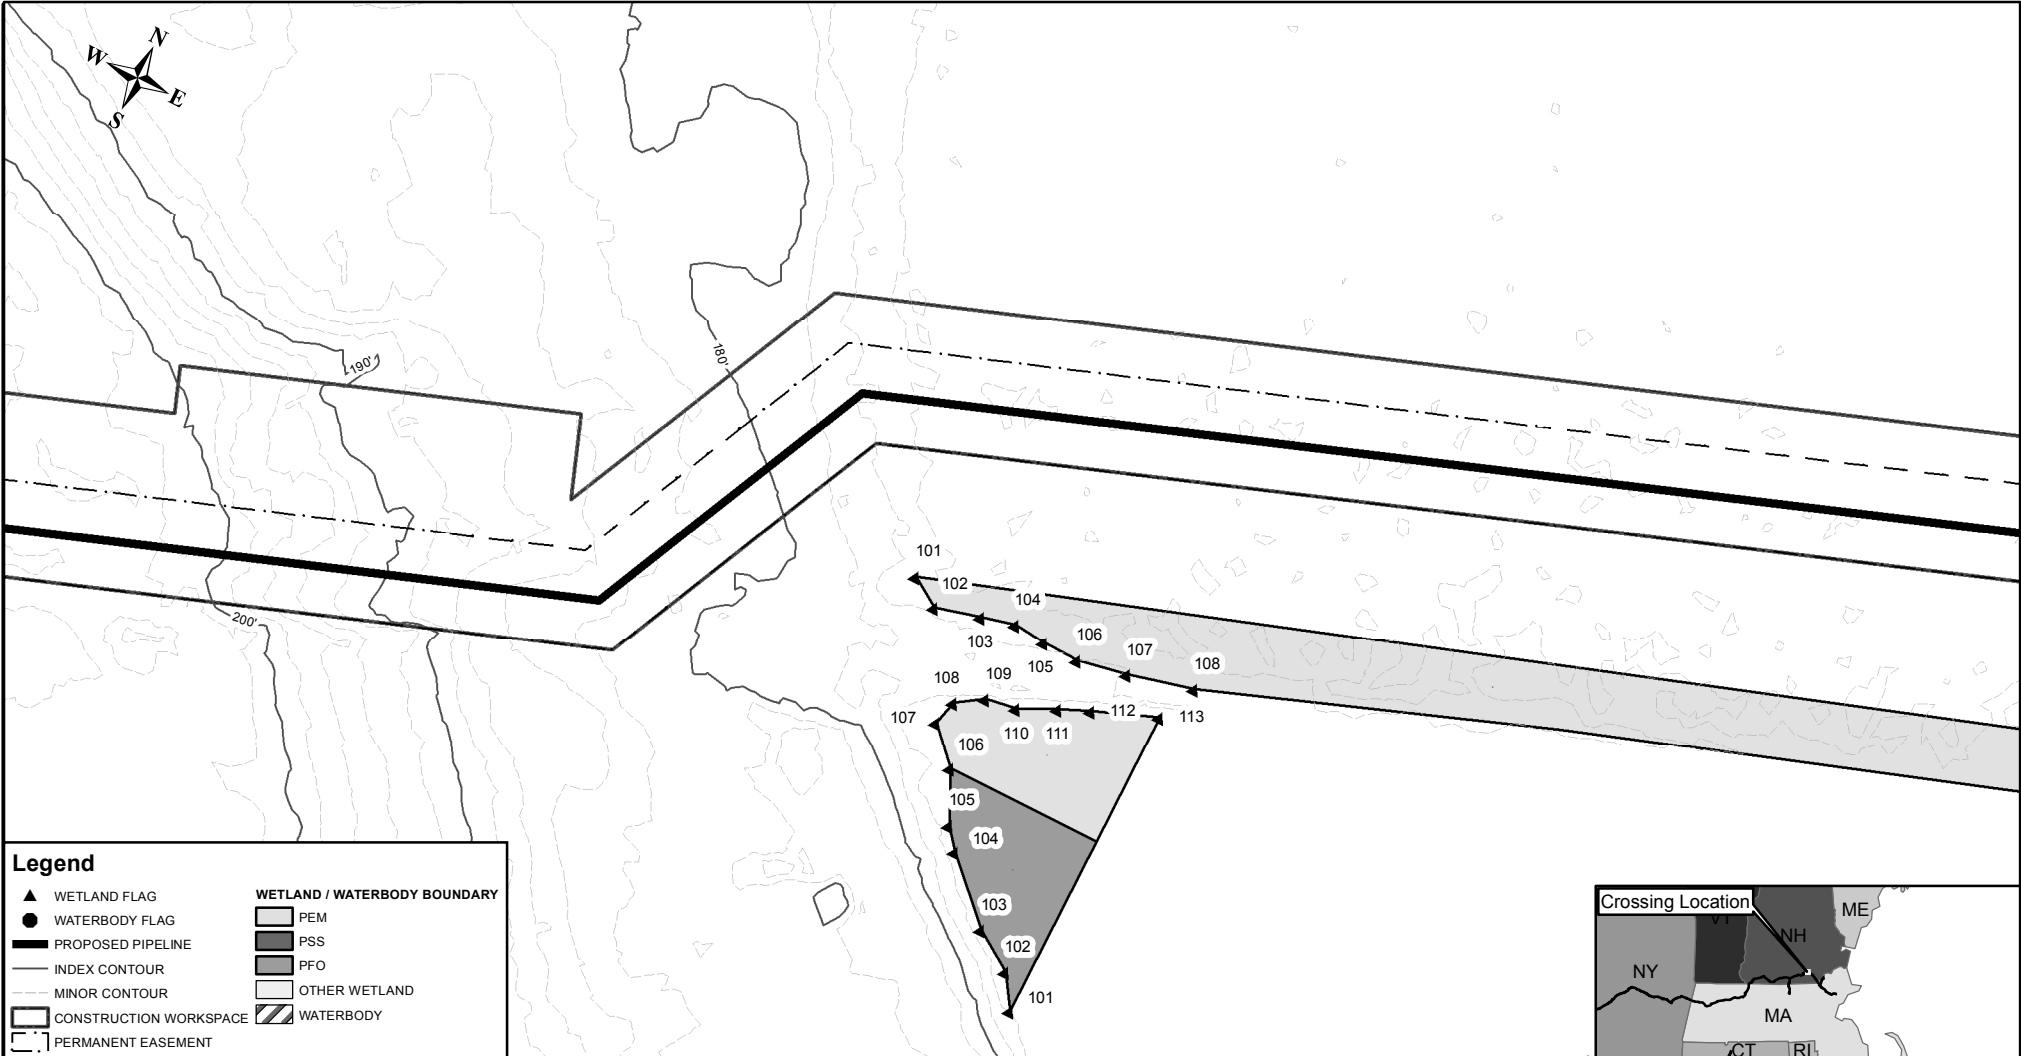 N
W
E
S
190'
180'
200'
101
102
104
103
106
105
107
108
108
109
107
110
111
112
113
106
105
104
103
102
101
Legend
WETLAND FLAG
WATERBODY FLAG
PROPOSED PIPELINE
INDEX CONTOUR
MINOR CONTOUR
CONSTRUCTION WORKSPACE
PERMANENT EASEMENT
WETLAND / WATERBODY BOUNDARY
PEM
PSS
PFO
OTHER WETLAND
WATERBODY
Crossing Location
VT
ME
NH
NY
MA
CT
RI